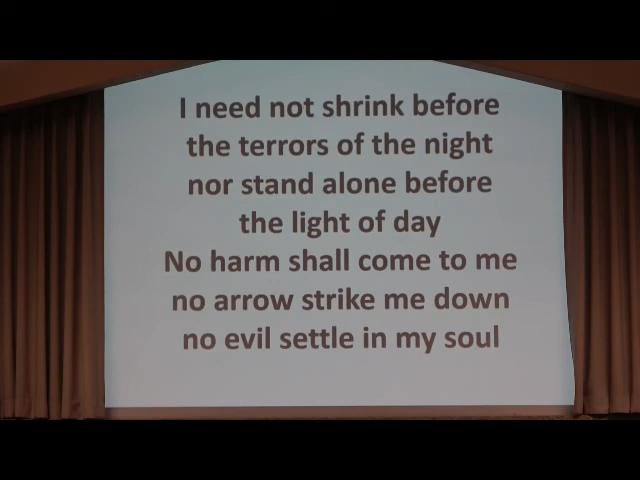 I need not shrink before
the terrors of the night
nor stand alone before
the light of day
No harm shall come to me
no arrow strike me down
no evil settle in my soul